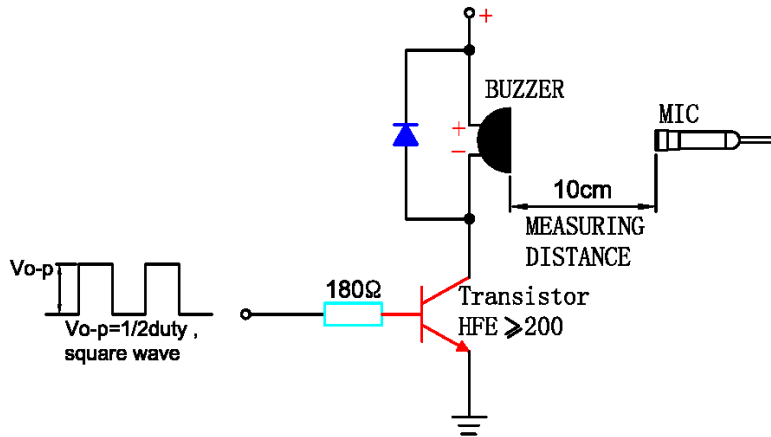 +
BUZZER
MIC
+
−
10cm
MEASURING
DISTANCE
Vo-p
180Ω
Transistor
HFE ⩾200
Vo-p=1/2duty ,
square wave